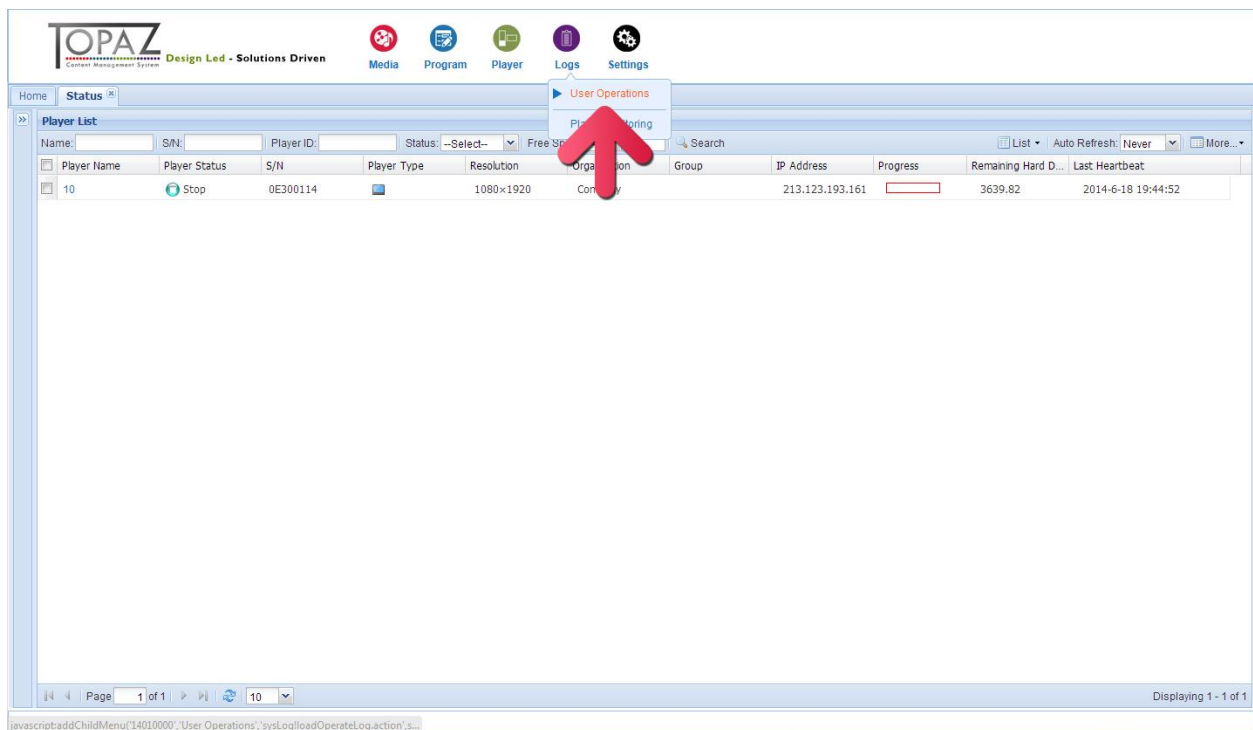 TOPAZ
Content Management System
Design Led - Solutions Driven
Media Program Player Logs Settings
Home Status
User Operations
Player List
Name: S/N: Player ID: Status: --Select-- Free Search List Auto Refresh: Never More...
Player Name Player Status S/N Player Type Resolution Group IP Address Progress Remaining Hard D... Last Heartbeat
10 Stop 0E300114 1080×1920 213.123.193.161 3639.82 2014-6-18 19:44:52
Page 1 of 1 10 Displaying 1 - 1 of 1
javascript:addChildMenu('14010000','User Operations','sysLog!loadOperateLog.action',s...